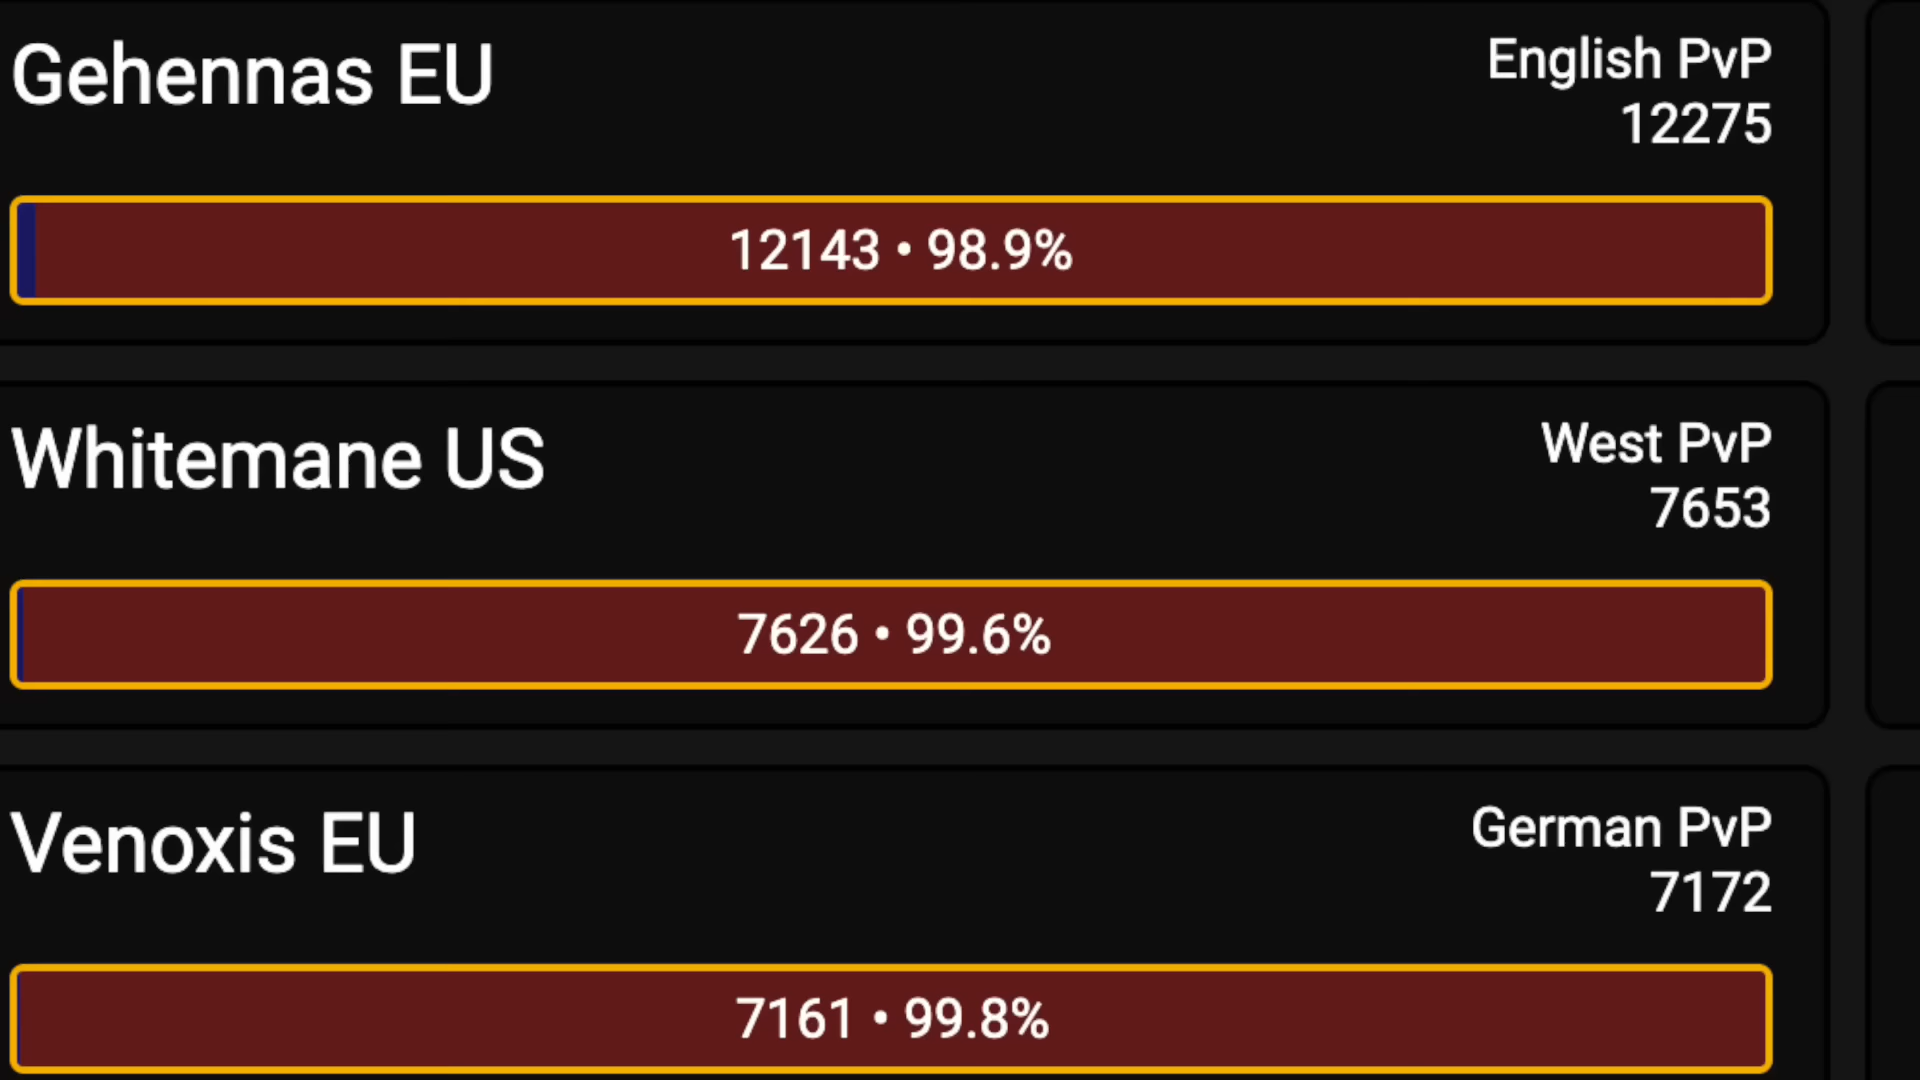 Gehennas EU
English PvP
12275
12143 • 98.9%
Whitemane US
West PvP
7653
7626 • 99.6%
Venoxis EU
German PvP
7172
7161 • 99.8%